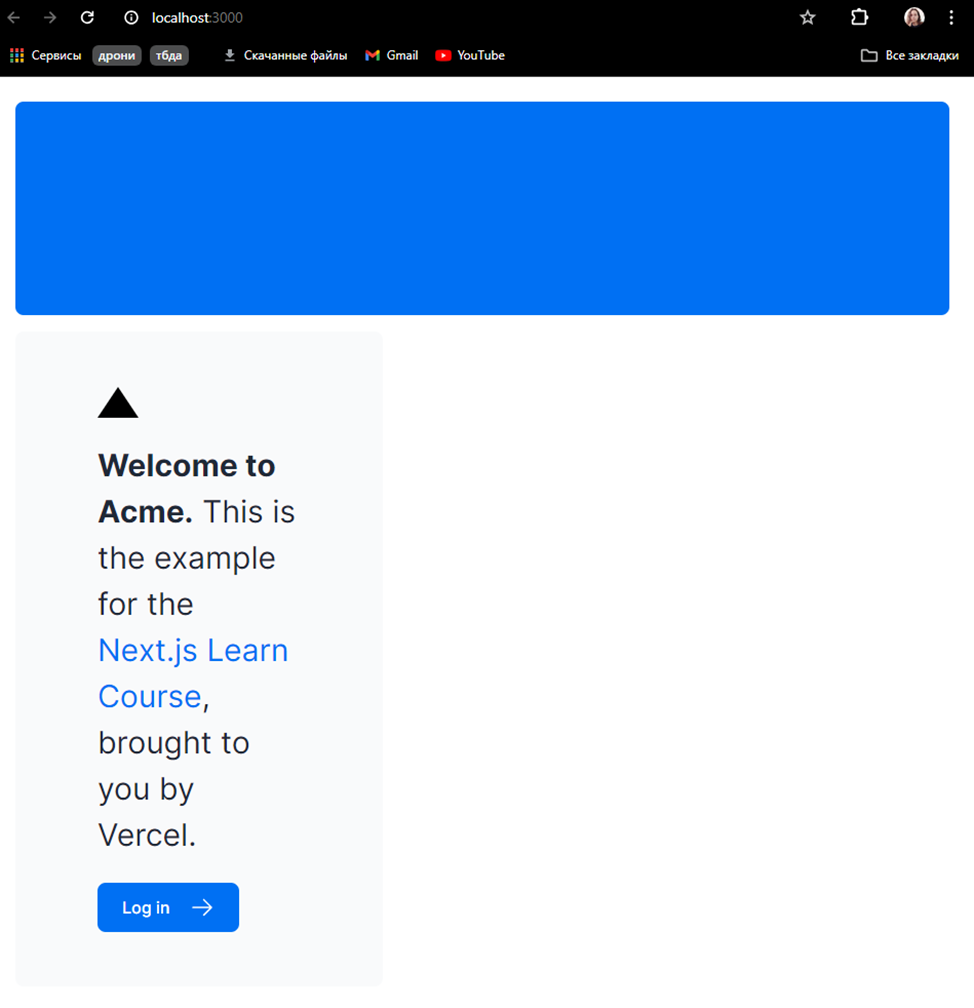 localhost:3000
Сервисы дрони тбда Скачанные файлы Gmail YouTube Все закладки
Welcome to
Acme. This is
the example
for the
Next.js Learn
Course,
brought to
you by
Vercel.
Log in